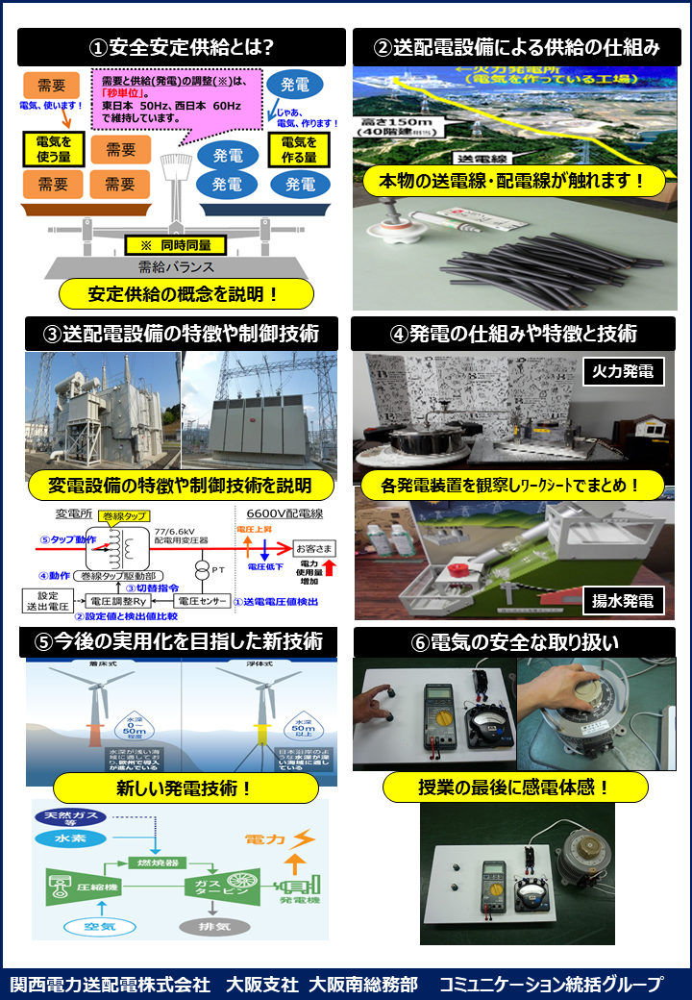 ①安全安定供給とは?
需要
電気、使います！
電気を
使う量
需要
需要
需要
需要と供給(発電)の調整(※)は、
「秒単位」。
東日本 50Hz、西日本 60Hz
で維持しています。
発電
じゃあ、
電気、作ります！
電気を
作る量
発電
発電
発電
※ 同時同量
需給バランス
安定供給の概念を説明！
②送配電設備による供給の仕組み
←火力発電所
(電気を作っている工場)
高さ150m
(40階建相当)
送電線
本物の送電線・配電線が触れます！
③送配電設備の特徴や制御技術
変電設備の特徴や制御技術を説明
変電所
巻線タップ
6600V配電線
⑤タップ動作
77/6.6kV
配電用変圧器
電圧上昇
電圧低下
お客さま
電力
使用量
増加
PT
④動作
巻線タップ駆動部
③切替指令
設定
送出電圧
電圧調整Ry
電圧センサー
①送電電圧値検出
②設定値と検出値比較
④発電の仕組みや特徴と技術
火力発電
各発電装置を観察しﾜｰｸｼｰﾄでまとめ！
揚水発電
⑤今後の実用化を目指した新技術
着床式
浮体式
水深
0～
50m
程度
水深
50m
以上
水深が浅い海
域に適してお
り、欧州で導入
が進んでいる
日本沿岸のよ
うな水深が深
い海域に適し
ている
新しい発電技術！
天然ガス
等
水素
電力
燃焼器
圧縮機
ガス
タービン
発電機
空気
排気
⑥電気の安全な取り扱い
授業の最後に感電体感！
関西電力送配電株式会社 大阪支社 大阪南総務部 コミュニケーション統括グループ